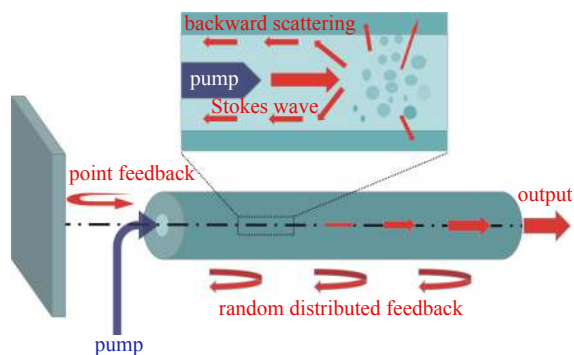 backward scattering
pump
Stokes wave
point feedback
output
random distributed feedback
pump